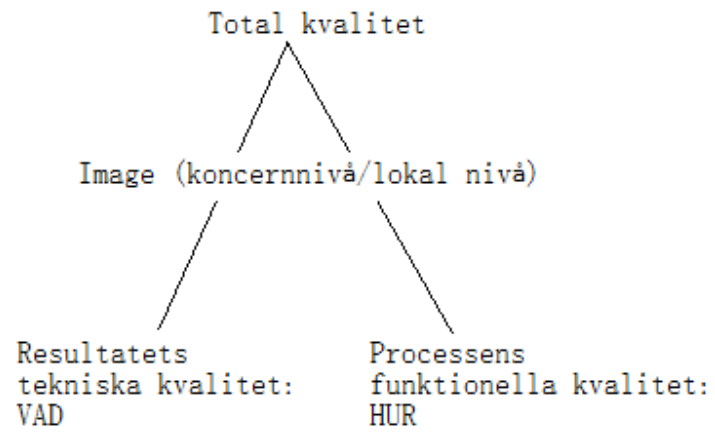 Total kvalitet
Image (koncernnivå/lokal nivå)
Resultatets
tekniska kvalitet:
VAD
Processens
funktionella kvalitet:
HUR